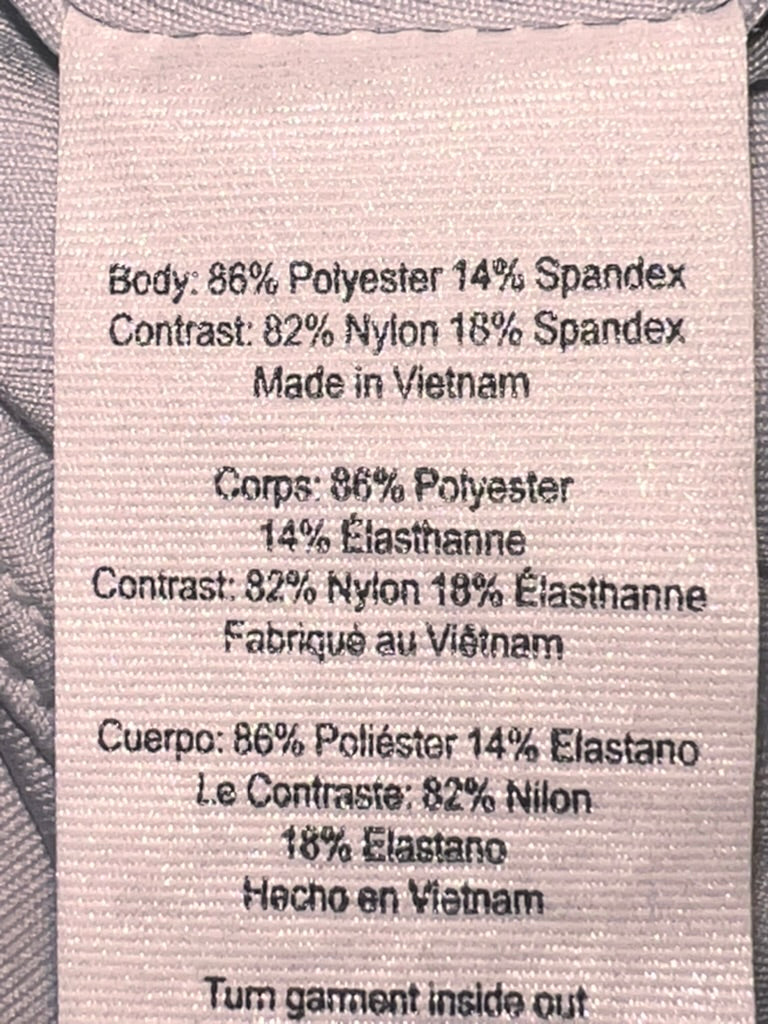 Body: 86% Polyester 14% Spandex
Contrast: 82% Nylon 18% Spandex
Made in Vietnam
Corps: 86% Polyester
14% Élasthanne
Contrast: 82% Nylon 18% Élasthanne
Fabriqué au Viêtnam
Cuerpo: 86% Poliéster 14% Elastano
Le Contraste: 82% Nilon
18% Elastano
Hecho en Vietnam
Turn garment inside out